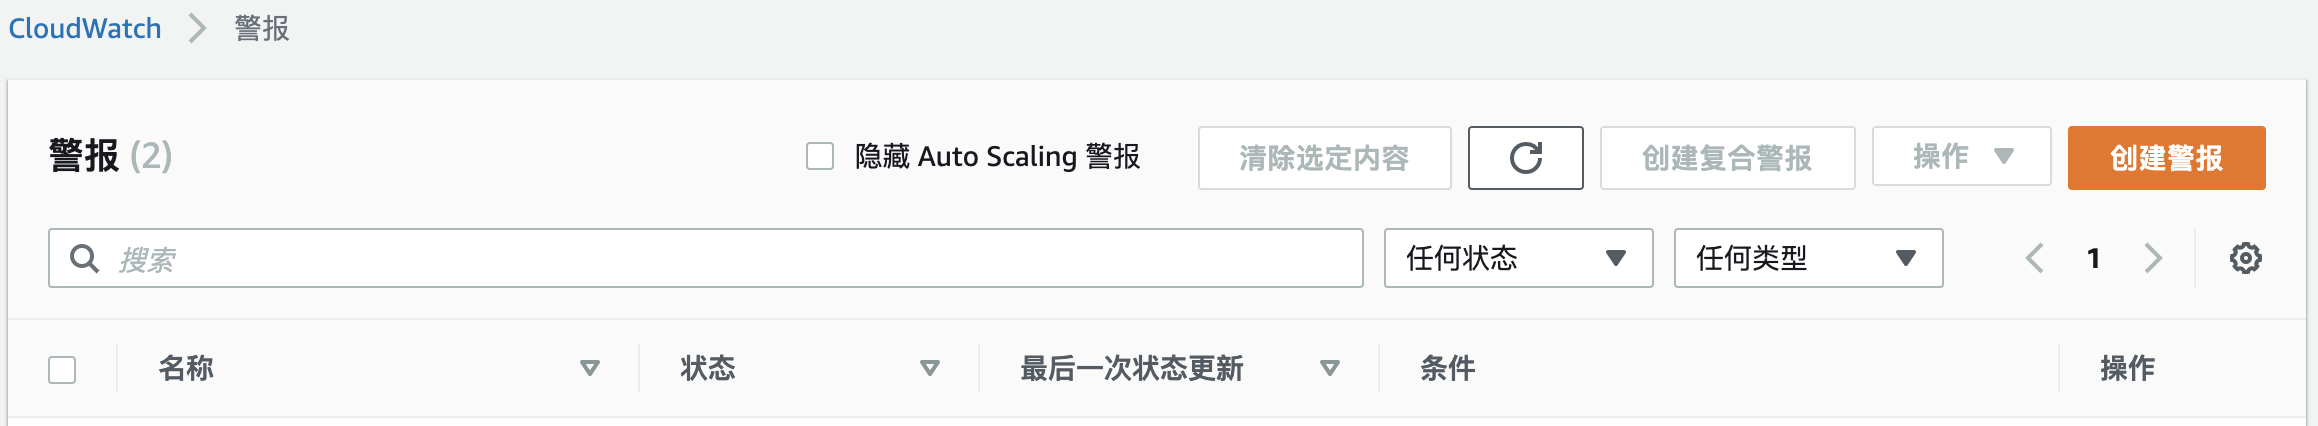 CloudWatch 警报
警报 (2) 隐藏 Auto Scaling 警报 清除选定内容 创建复合警报 操作 创建警报
搜索 任何状态 任何类型 1
名称 状态 最后一次状态更新 条件 操作